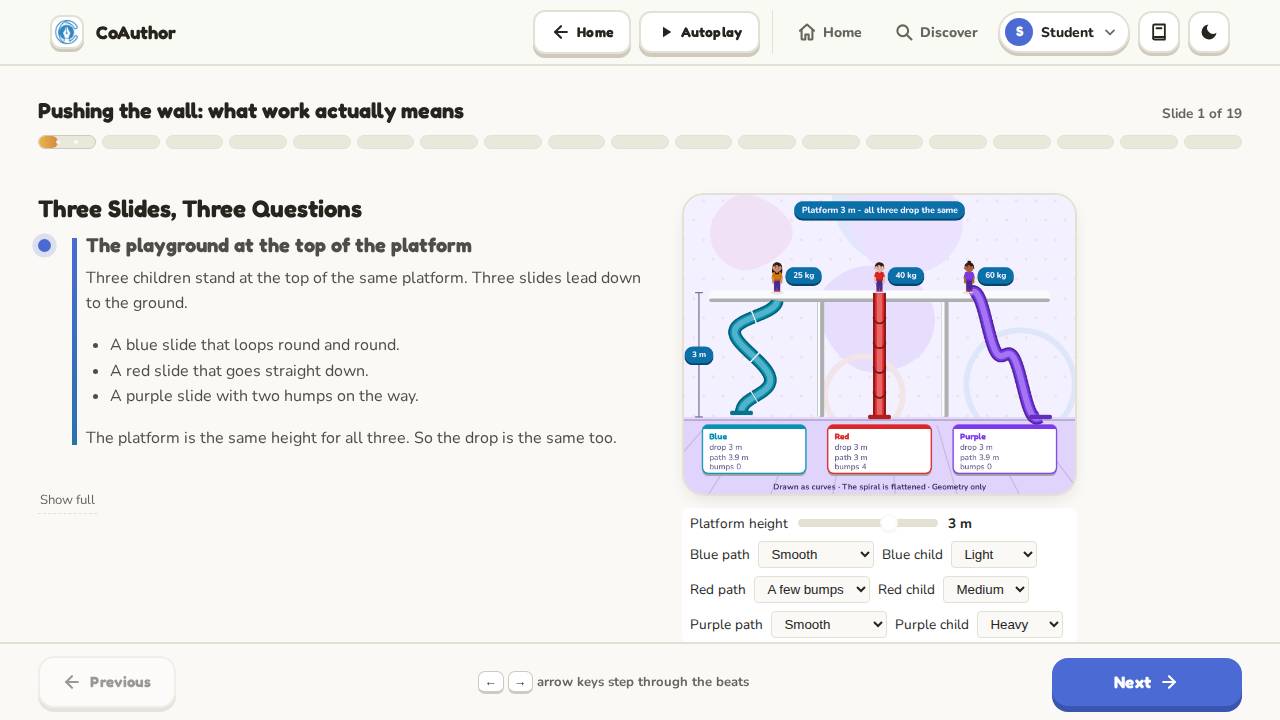 CoAuthor
Home
Autoplay
Home
Discover
S
Student
Pushing the wall: what work actually means
Slide 1 of 19
Three Slides, Three Questions
The playground at the top of the platform
Three children stand at the top of the same platform. Three slides lead down
to the ground.
• A blue slide that loops round and round.
• A red slide that goes straight down.
• A purple slide with two humps on the way.
The platform is the same height for all three. So the drop is the same too.
Show full
Platform 3 m - all three drop the same
25 kg
40 kg
60 kg
3 m
Blue
drop 3 m
path 3.9 m
bumps 0
Red
drop 3 m
path 3 m
bumps 4
Purple
drop 3 m
path 3.9 m
bumps 0
Drawn as curves · The spiral is flattened · Geometry only
Platform height 3 m
Blue path Smooth Blue child Light
Red path A few bumps Red child Medium
Purple path Smooth Purple child Heavy
Previous
← → arrow keys step through the beats
Next